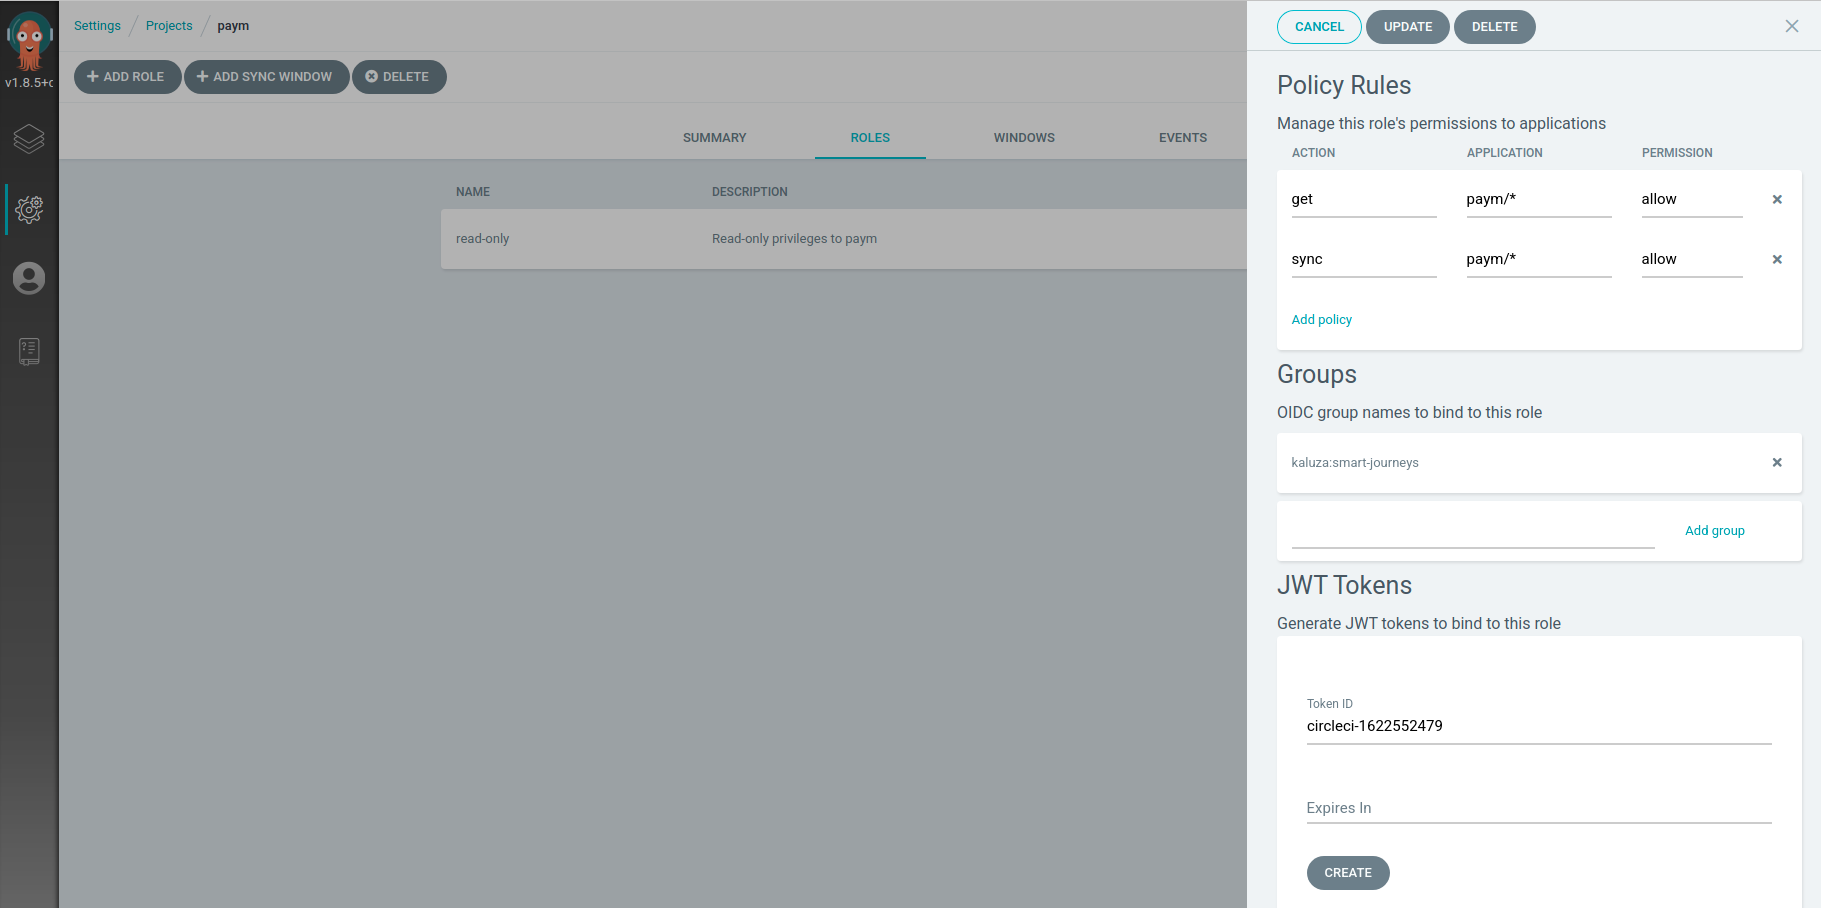 v1.8.5+c
Settings / Projects / paym
ADD ROLE ADD SYNC WINDOW DELETE
SUMMARY ROLES WINDOWS EVENTS
NAME DESCRIPTION
read-only Read-only privileges to paym
CANCEL UPDATE DELETE
Policy Rules
Manage this role's permissions to applications
ACTION APPLICATION PERMISSION
get paym/* allow
sync paym/* allow
Add policy
Groups
OIDC group names to bind to this role
kaluza:smart-journeys
Add group
JWT Tokens
Generate JWT tokens to bind to this role
Token ID
circleci-1622552479
Expires In
CREATE